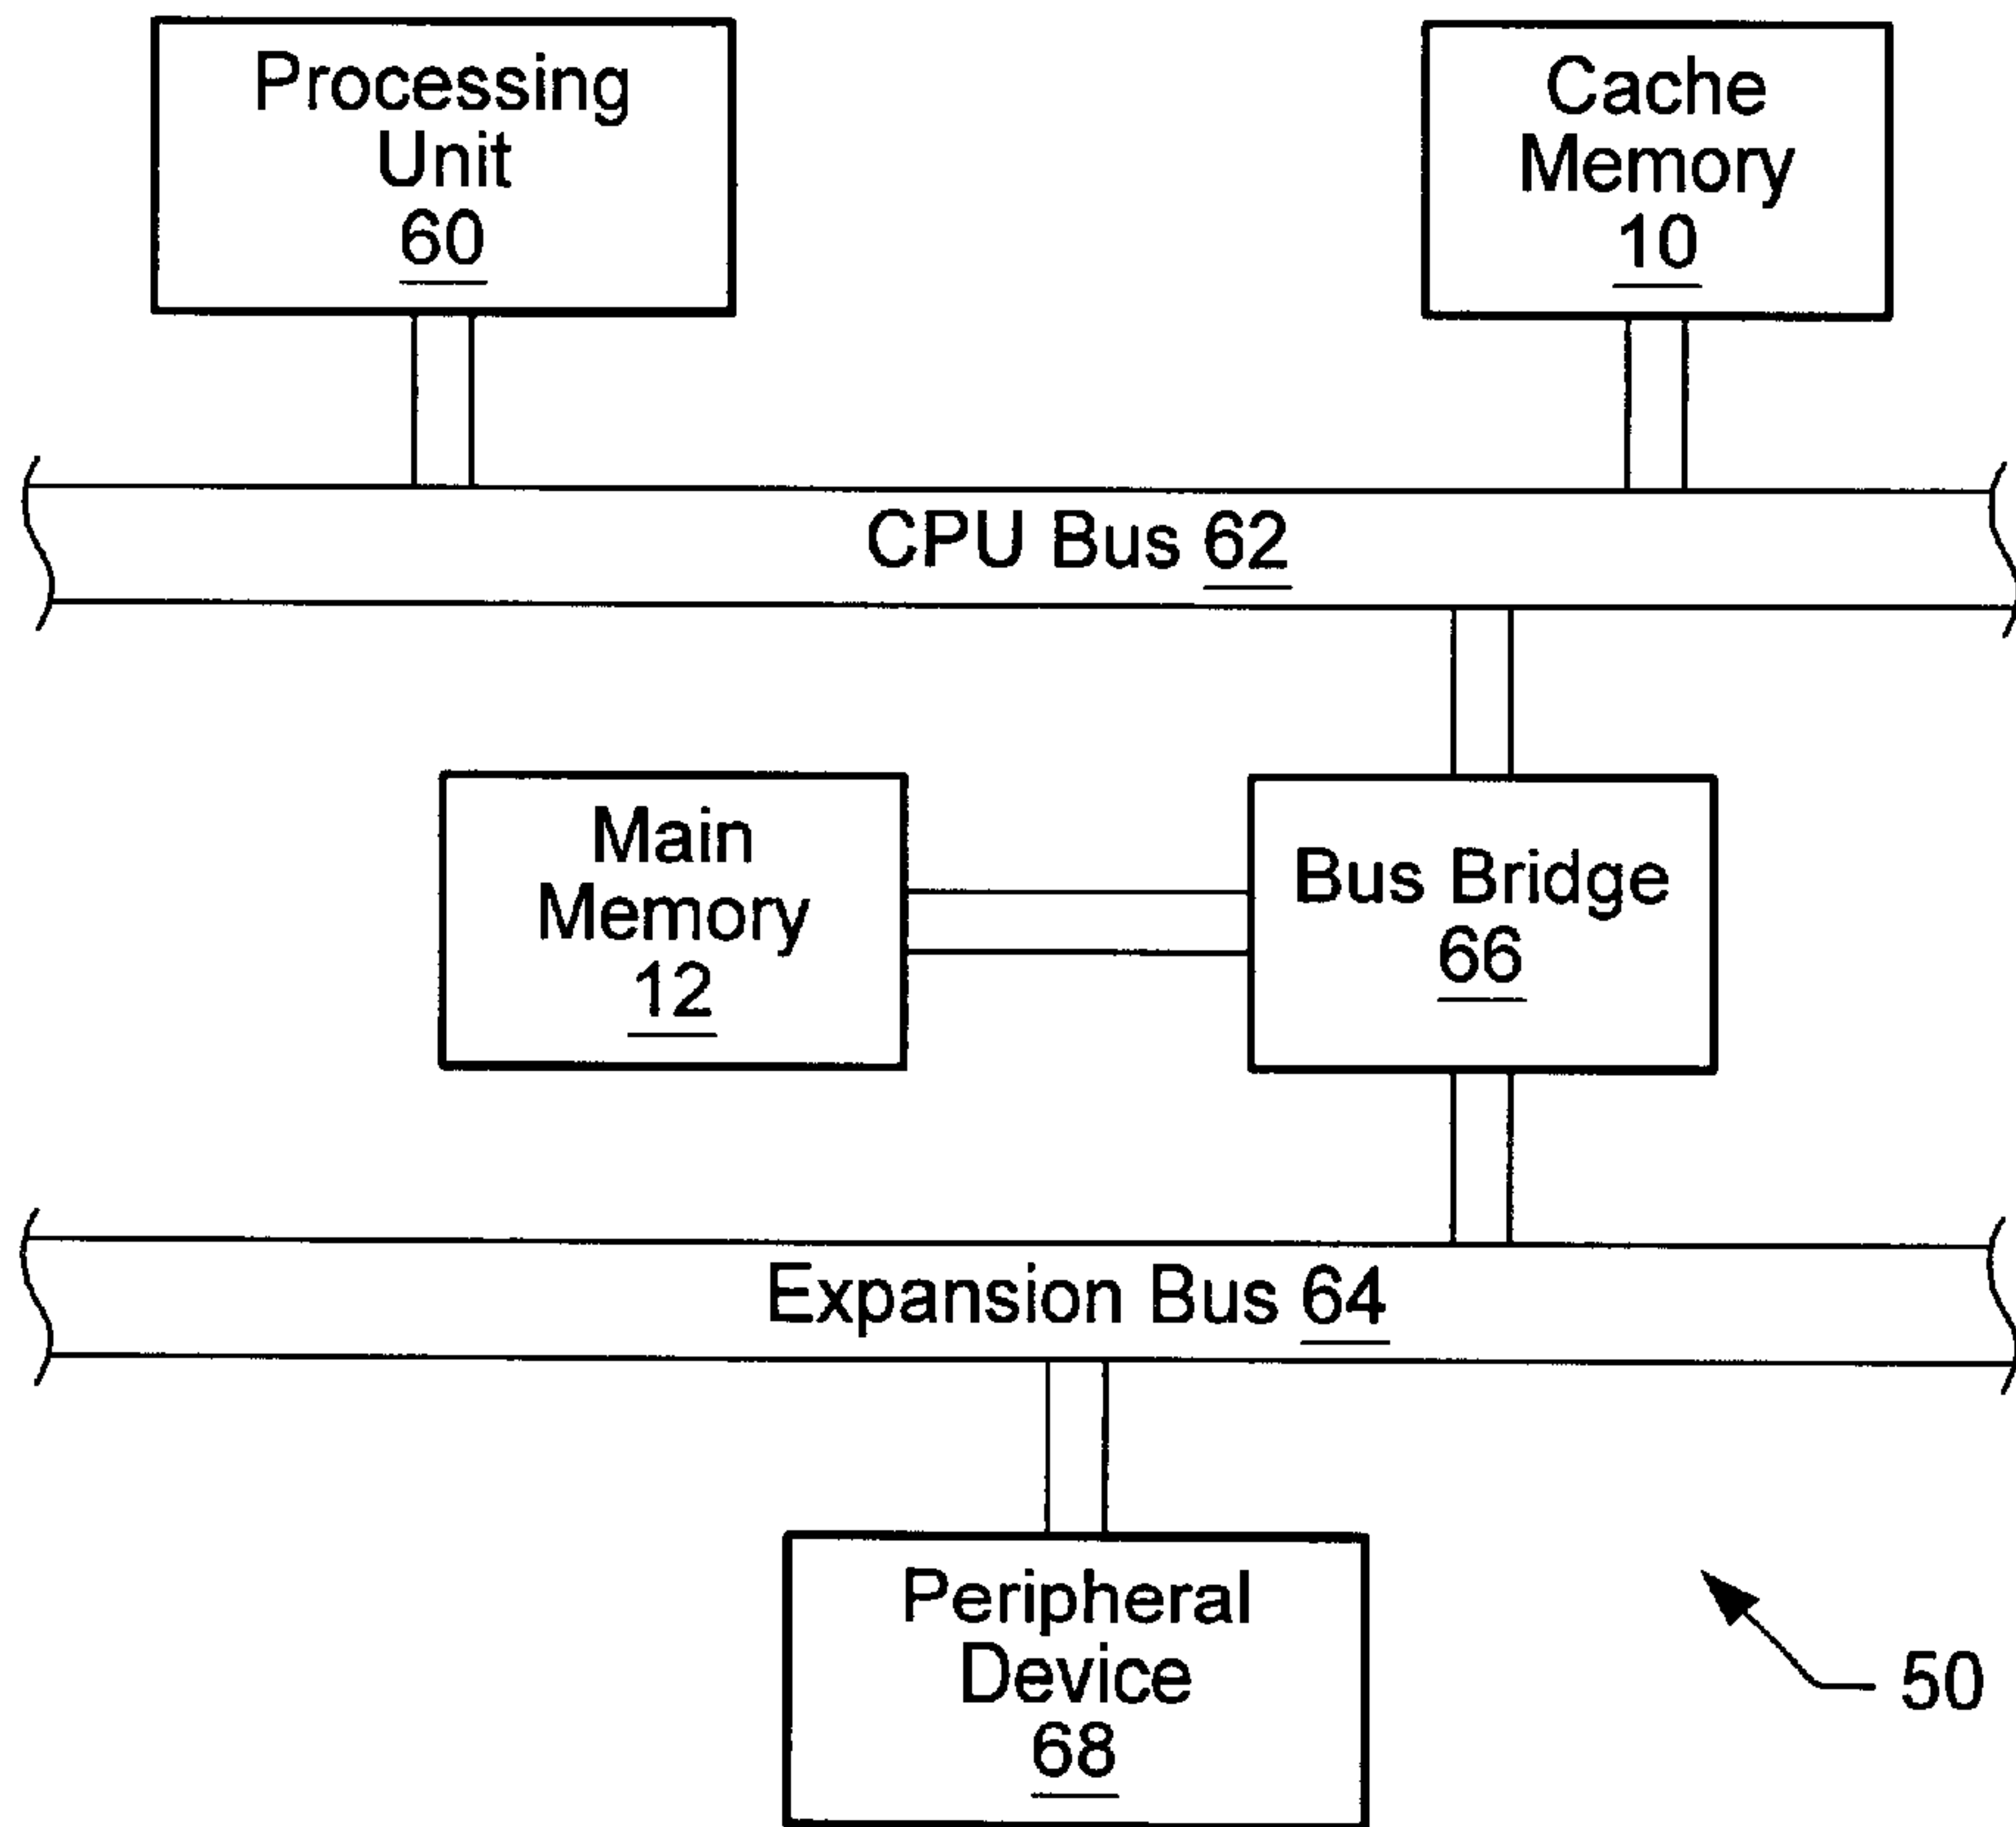 Processing
Unit
60
Cache
Memory
10
CPU Bus 62
Main
Memory
12
Bus Bridge
66
Expansion Bus 64
Peripheral
Device
68
50